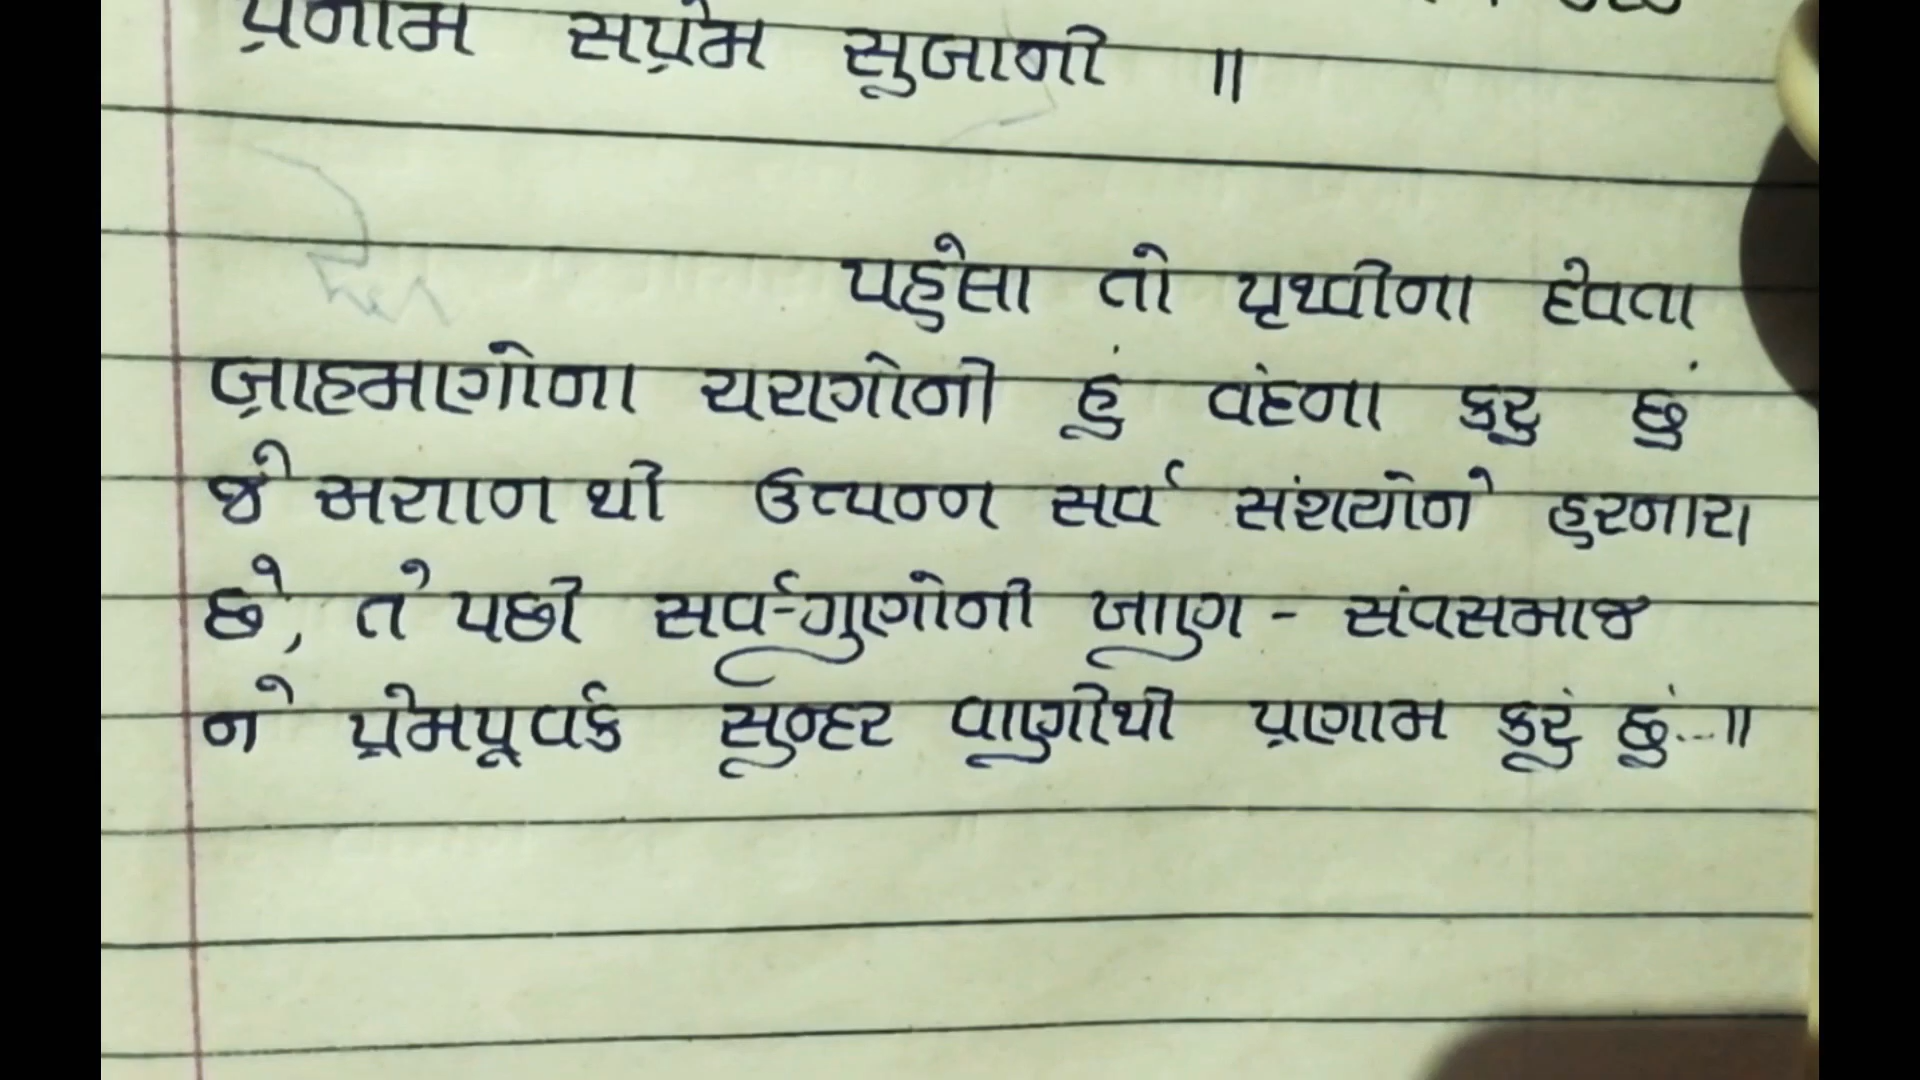 પ્રનામ સપ્રેમ સુબાની ॥
પહેલા તો પૃથ્વીના દેવતા
બ્રાહ્મણોના ચરણોની હું વંદના કરુ છું
જે અજ્ઞાન થી ઉત્પન્ન સર્વ સંશયોને હરનારા
છે, તે પછી સર્વ-ગુણોની ખાણ - સંતસમાજ
ને પ્રેમપૂર્વક સુન્દર વાણીથી પ્રણામ કરું છું...॥